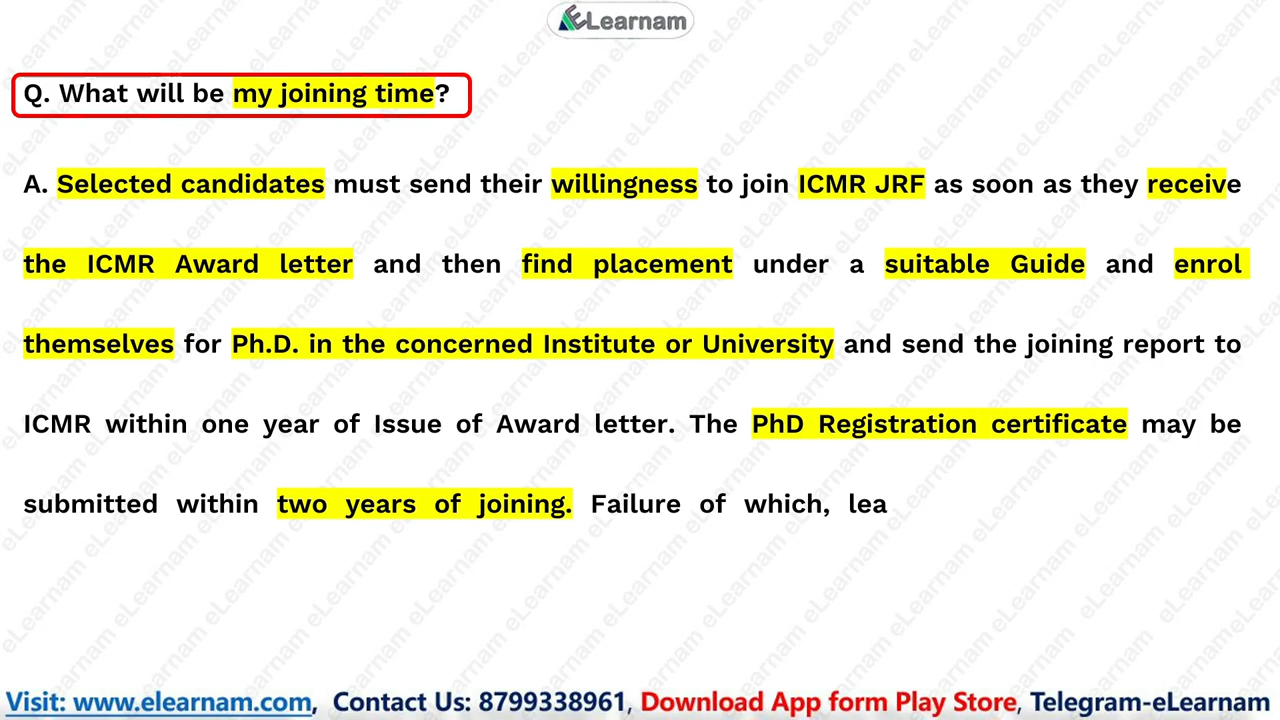 eLearnam
Q. What will be my joining time?
A. Selected candidates must send their willingness to join ICMR JRF as soon as they receive
the ICMR Award letter and then find placement under a suitable Guide and enrol
themselves for Ph.D. in the concerned Institute or University and send the joining report to
ICMR within one year of Issue of Award letter. The PhD Registration certificate may be
submitted within two years of joining. Failure of which, lea
Visit: www.elearnam.com, Contact Us: 8799338961, Download App form Play Store, Telegram-eLearnam